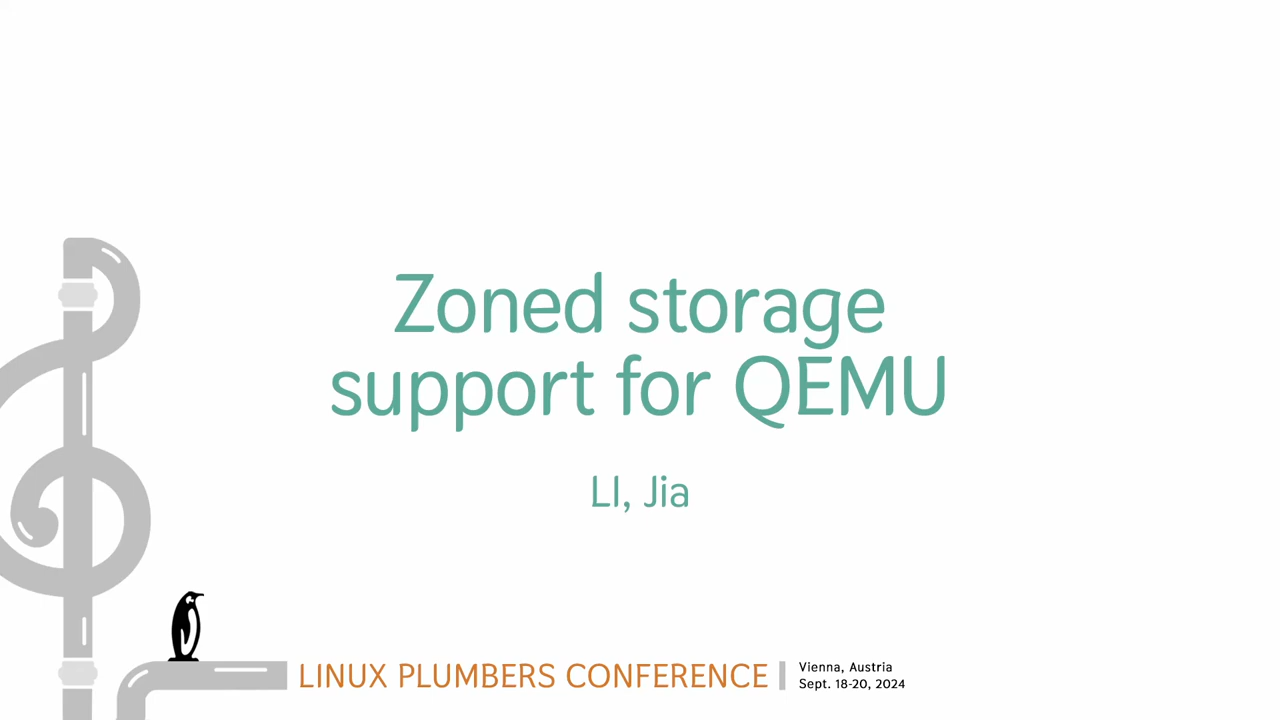 Zoned storage
support for QEMU
LI, Jia
LINUX PLUMBERS CONFERENCE
Vienna, Austria
Sept. 18-20, 2024